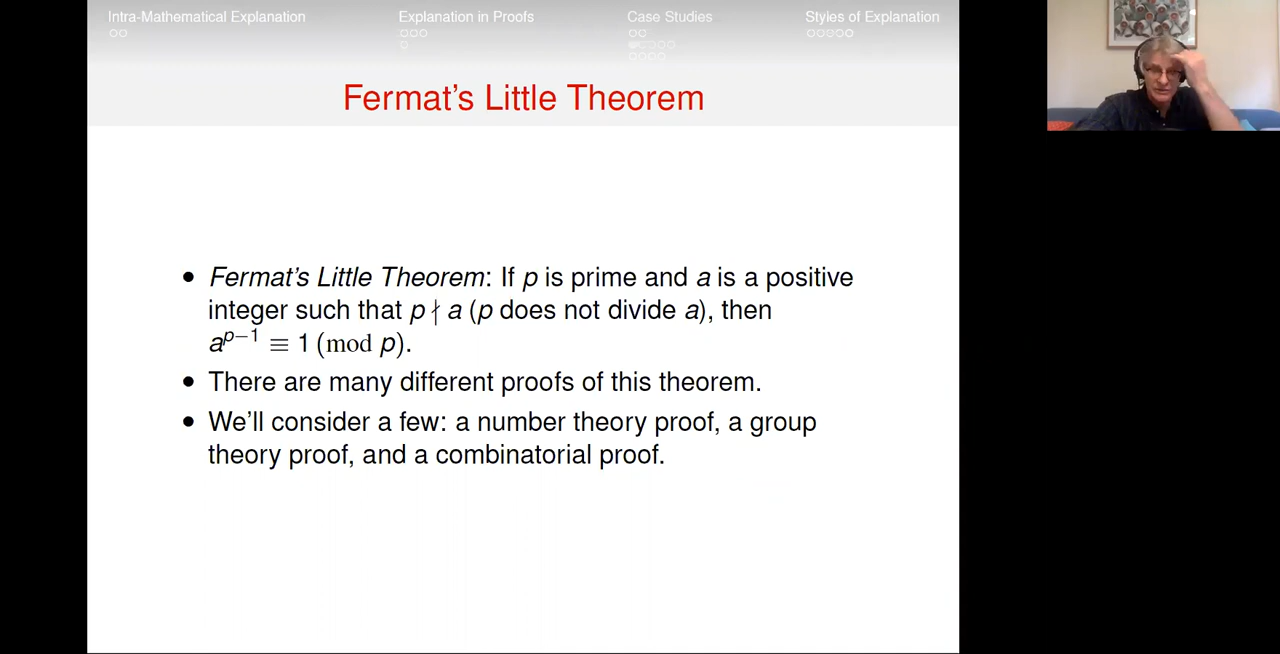 Intra-Mathematical Explanation Explanation in Proofs Case Studies Styles of Explanation
Fermat's Little Theorem
• Fermat's Little Theorem: If p is prime and a is a positive
integer such that p ∤ a (p does not divide a), then
a^{p−1} ≡ 1 (mod p).
• There are many different proofs of this theorem.
• We'll consider a few: a number theory proof, a group
theory proof, and a combinatorial proof.